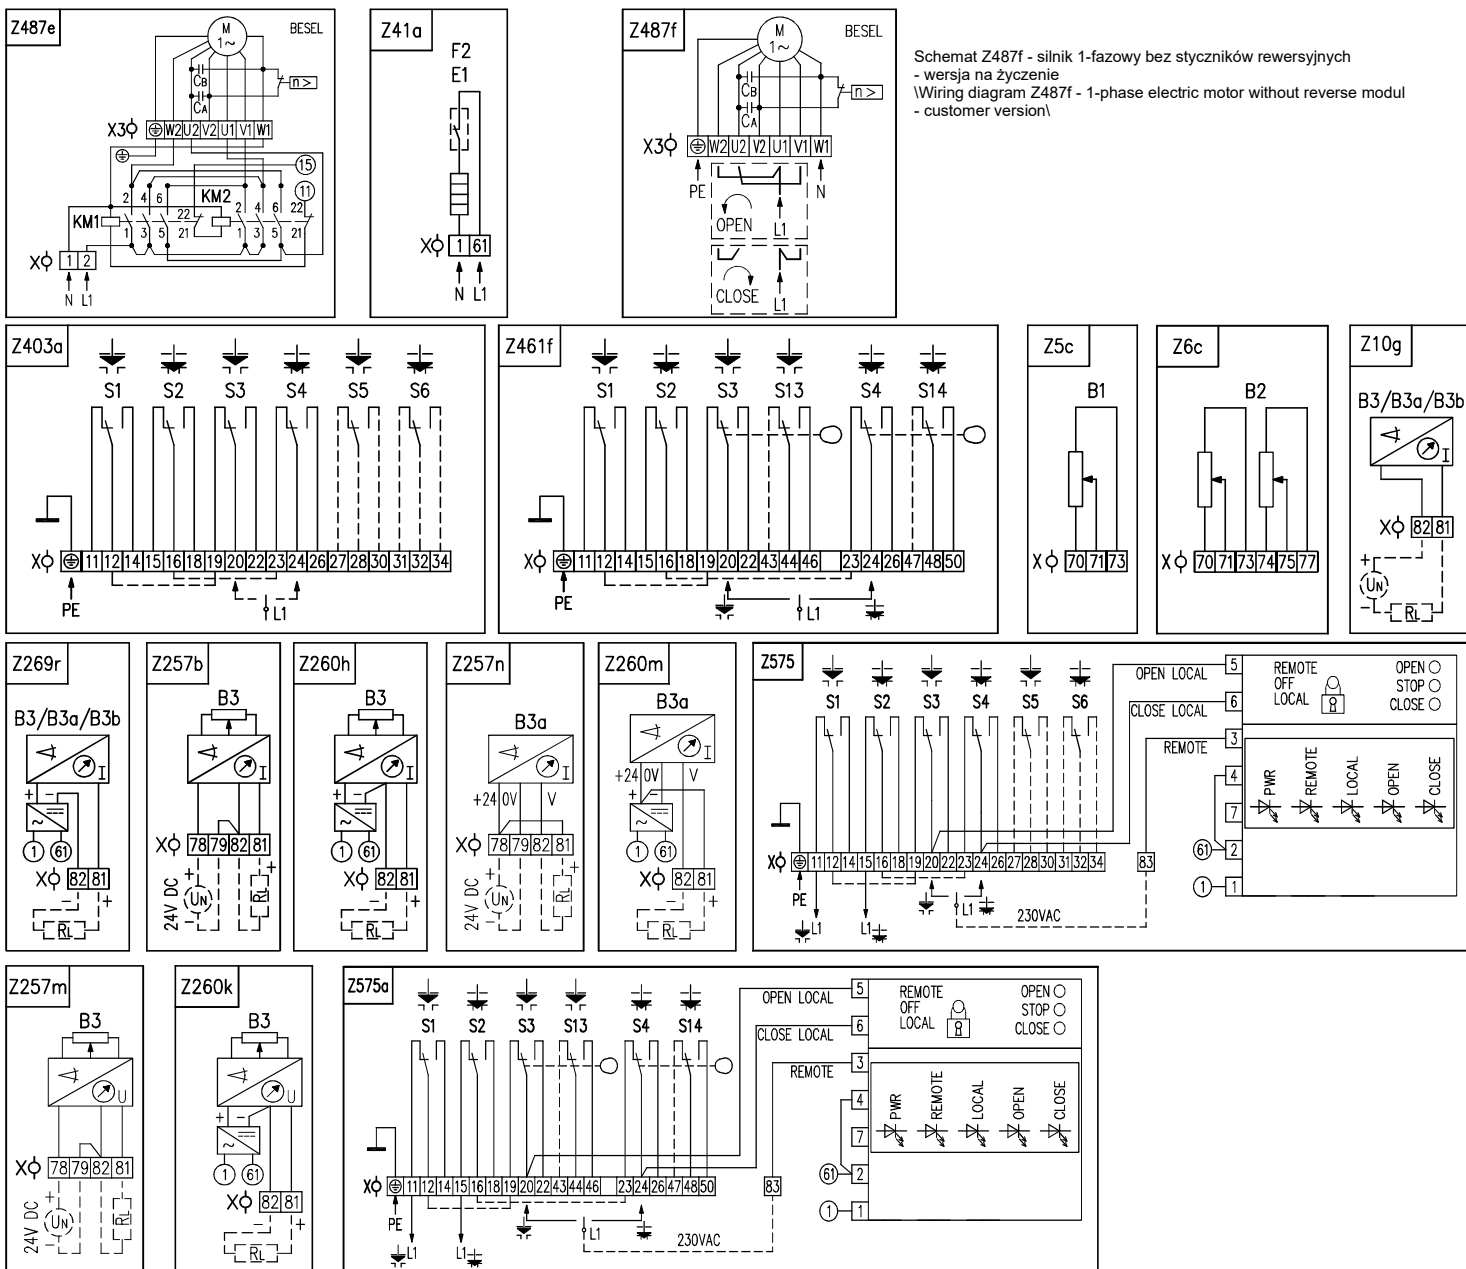 Z487e
BESEL
M
1~
CB
CA
n>
X3 W2 U2 V2 U1 V1 W1
15
11
2 4 6 KM2 2 4 6 22
22
KM1
1 3 5 21 1 3 5 21
X 1 2
N L1
Z41a
F2
E1
X 1 61
N L1
Z487f
BESEL
M
1~
CB
CA
n>
X3 W2 U2 V2 U1 V1 W1
PE N
OPEN L1
CLOSE L1
Schemat Z487f - silnik 1-fazowy bez styczników rewersyjnych
- wersja na życzenie
\Wiring diagram Z487f - 1-phase electric motor without reverse modul
- customer version\
Z403a
S1 S2 S3 S4 S5 S6
X 11 12 14 15 16 18 19 20 22 23 24 26 27 28 30 31 32 34
PE
L1
Z461f
S1 S2 S3 S13 S4 S14
X 11 12 14 15 16 18 19 20 22 43 44 46 23 24 26 47 48 50
PE
L1
Z5c
B1
X 70 71 73
Z6c
B2
X 70 71 73 74 75 77
Z10g
B3/B3a/B3b
I
X 82 81
+
UN
- RL
Z269r
B3/B3a/B3b
I
+ -
~
1 61
X 82 81
- +
RL
Z257b
B3
I
X 78 79 82 81
+ +
24V DC UN RL
- -
Z260h
B3
I
+ -
~
1 61
X 82 81
- +
RL
Z257n
B3a
I
+24 0V V
X 78 79 82 81
+ +
24V DC UN RL
- -
Z260m
B3a
I
+24 0V V
+ -
~
1 61
X 82 81
- +
RL
Z575
S1 S2 S3 S4 S5 S6
OPEN LOCAL 5
CLOSE LOCAL 6
REMOTE 3
4
7
61 2
1 1
REMOTE
OFF
LOCAL
OPEN
STOP
CLOSE
PWR REMOTE LOCAL OPEN CLOSE
X 11 12 14 15 16 18 19 20 22 23 24 26 27 28 30 31 32 34 83
PE
L1 L1 L1 230VAC
Z257m
B3
U
X 78 79 82 81
+ +
24V DC UN RL
- -
Z260k
B3
U
+ -
~
1 61
X 82 81
- +
RL
Z575a
S1 S2 S3 S13 S4 S14
OPEN LOCAL 5
CLOSE LOCAL 6
REMOTE 3
4
7
61 2
1 1
REMOTE
OFF
LOCAL
OPEN
STOP
CLOSE
PWR REMOTE LOCAL OPEN CLOSE
X 11 12 14 15 16 18 19 20 22 43 44 46 23 24 26 47 48 50 83
PE
L1 L1 L1 230VAC